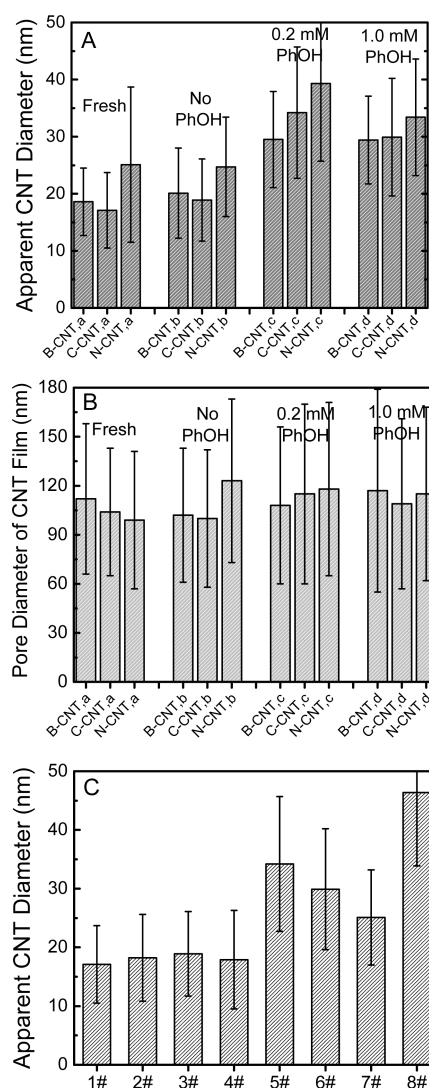 A
Apparent CNT Diameter (nm)
50
40
30
20
10
0
Fresh
No
PhOH
0.2 mM
PhOH
1.0 mM
PhOH
B-CNT,a
C-CNT,a
N-CNT,a
B-CNT,b
C-CNT,b
N-CNT,b
B-CNT,c
C-CNT,c
N-CNT,c
B-CNT,d
C-CNT,d
N-CNT,d
B
Pore Diameter of CNT Film (nm)
180
150
120
90
60
30
0
Fresh
No
PhOH
0.2 mM
PhOH
1.0 mM
PhOH
B-CNT,a
C-CNT,a
N-CNT,a
B-CNT,b
C-CNT,b
N-CNT,b
B-CNT,c
C-CNT,c
N-CNT,c
B-CNT,d
C-CNT,d
N-CNT,d
C
Apparent CNT Diameter (nm)
50
40
30
20
10
0
1# 2# 3# 4# 5# 6# 7# 8#